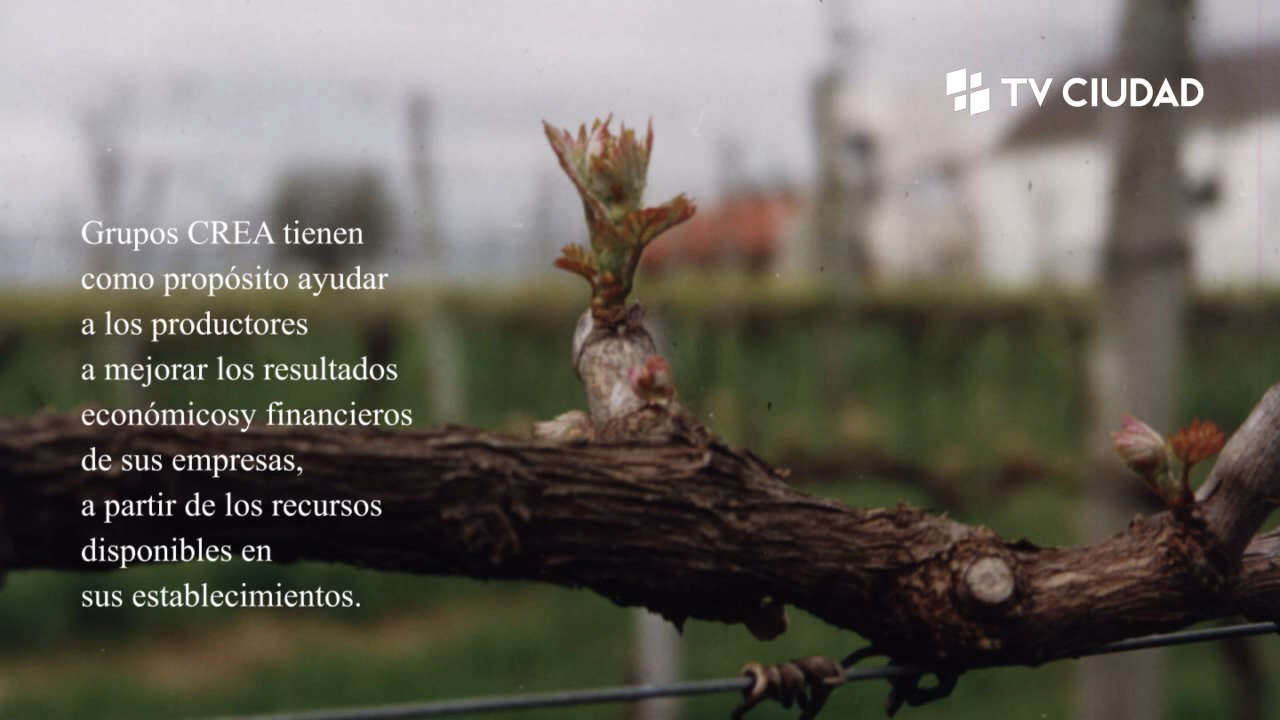 TV CIUDAD
Grupos CREA tienen
como propósito ayudar
a los productores
a mejorar los resultados
económicosy financieros
de sus empresas,
a partir de los recursos
disponibles en
sus establecimientos.